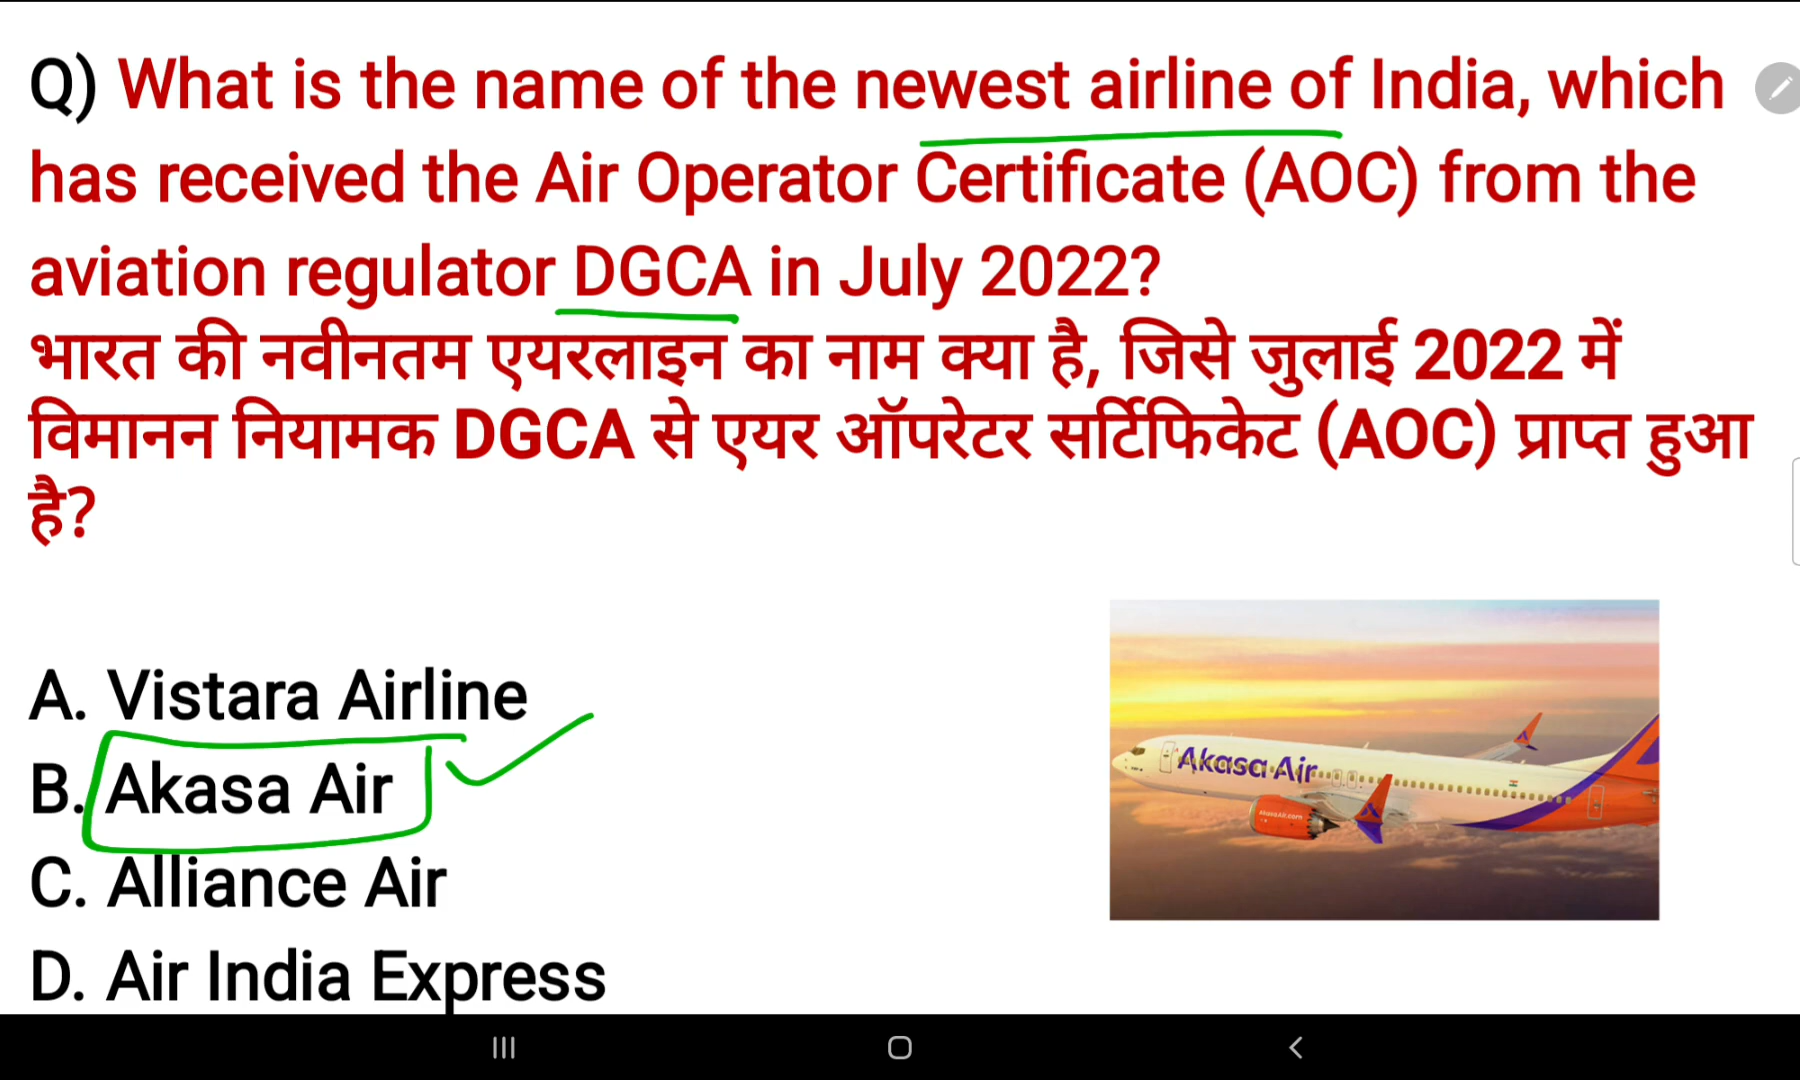 Q) What is the name of the newest airline of India, which
has received the Air Operator Certificate (AOC) from the
aviation regulator DGCA in July 2022?
भारत की नवीनतम एयरलाइन का नाम क्या है, जिसे जुलाई 2022 में
विमानन नियामक DGCA से एयर ऑपरेटर सर्टिफिकेट (AOC) प्राप्त हुआ
है?
A. Vistara Airline
B. Akasa Air
C. Alliance Air
D. Air India Express
Akasa Air
AkasaAir.com